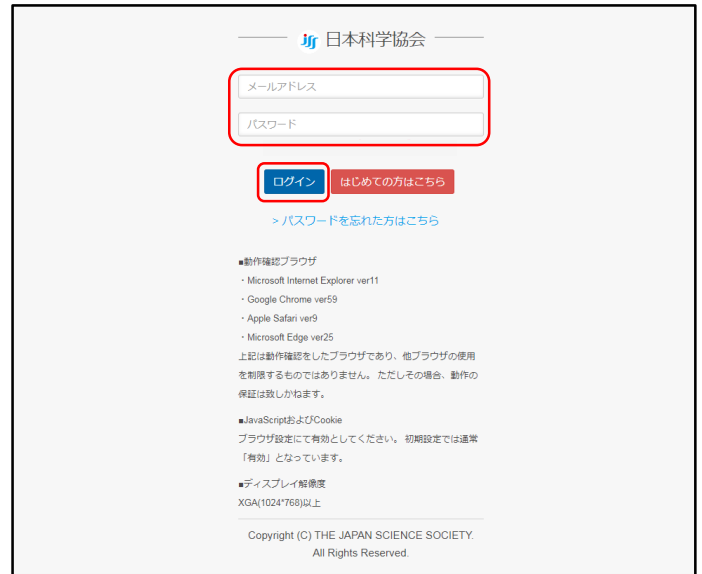 jss 日本科学協会
メールアドレス
パスワード
ログイン はじめての方はこちら
> パスワードを忘れた方はこちら
■動作確認ブラウザ
・Microsoft Internet Explorer ver11
・Google Chrome ver59
・Apple Safari ver9
・Microsoft Edge ver25
上記は動作確認をしたブラウザであり、他ブラウザの使用
を制限するものではありません。 ただしその場合、動作の
保証は致しかねます。
■JavaScriptおよびCookie
ブラウザ設定にて有効としてください。 初期設定では通常
「有効」となっています。
■ディスプレイ解像度
XGA(1024*768)以上
Copyright (C) THE JAPAN SCIENCE SOCIETY.
All Rights Reserved.